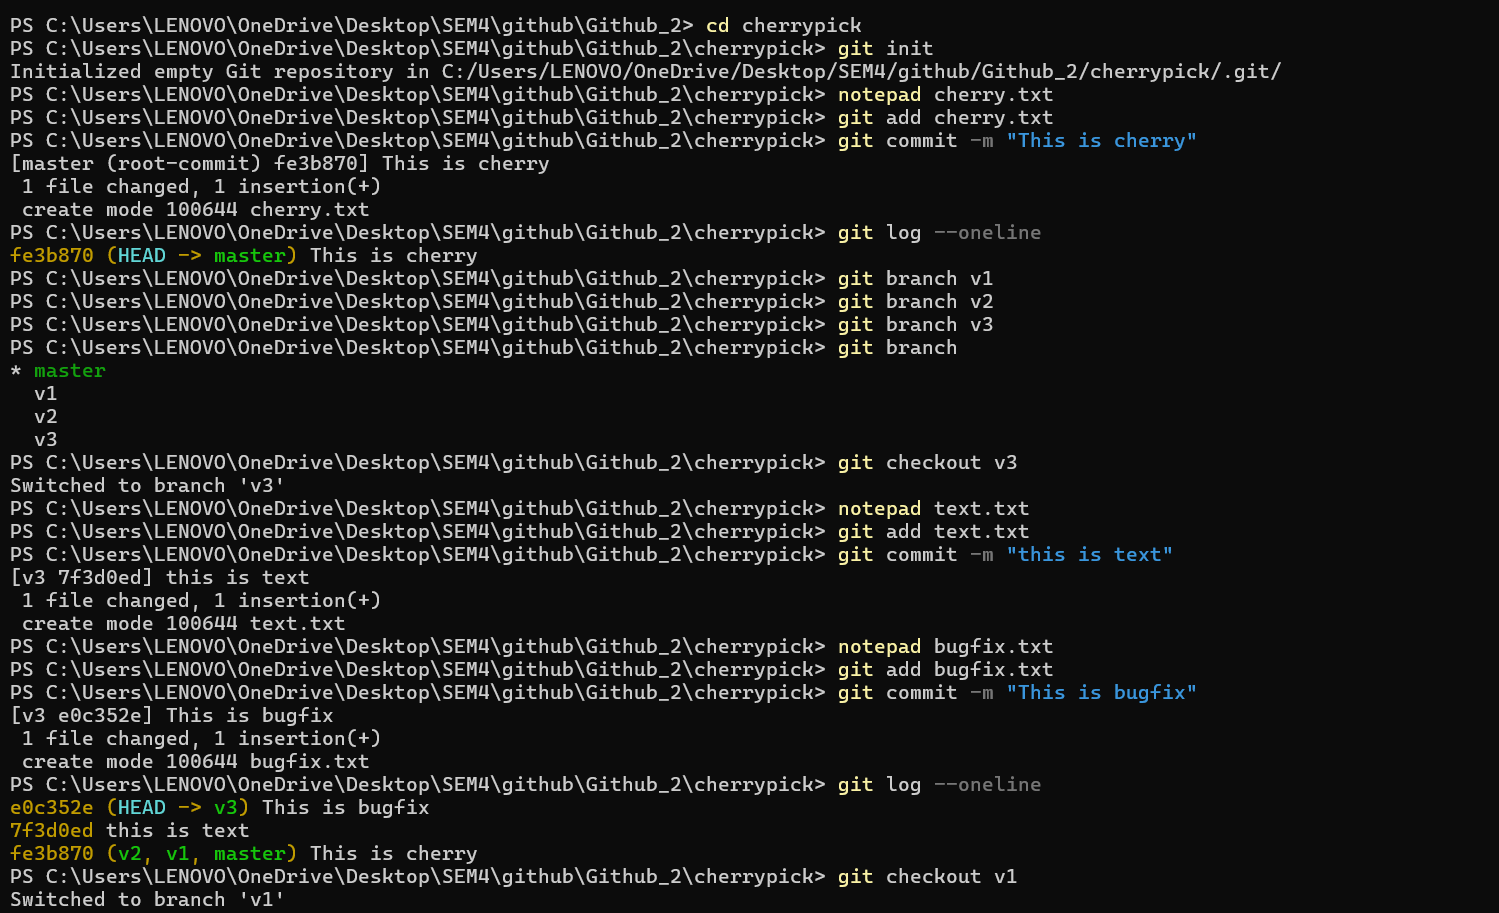 PS C:\Users\LENOVO\OneDrive\Desktop\SEM4\github\Github_2> cd cherrypick
PS C:\Users\LENOVO\OneDrive\Desktop\SEM4\github\Github_2\cherrypick> git init
Initialized empty Git repository in C:/Users/LENOVO/OneDrive/Desktop/SEM4/github/Github_2/cherrypick/.git/
PS C:\Users\LENOVO\OneDrive\Desktop\SEM4\github\Github_2\cherrypick> notepad cherry.txt
PS C:\Users\LENOVO\OneDrive\Desktop\SEM4\github\Github_2\cherrypick> git add cherry.txt
PS C:\Users\LENOVO\OneDrive\Desktop\SEM4\github\Github_2\cherrypick> git commit -m "This is cherry"
[master (root-commit) fe3b870] This is cherry
 1 file changed, 1 insertion(+)
 create mode 100644 cherry.txt
PS C:\Users\LENOVO\OneDrive\Desktop\SEM4\github\Github_2\cherrypick> git log --oneline
fe3b870 (HEAD -> master) This is cherry
PS C:\Users\LENOVO\OneDrive\Desktop\SEM4\github\Github_2\cherrypick> git branch v1
PS C:\Users\LENOVO\OneDrive\Desktop\SEM4\github\Github_2\cherrypick> git branch v2
PS C:\Users\LENOVO\OneDrive\Desktop\SEM4\github\Github_2\cherrypick> git branch v3
PS C:\Users\LENOVO\OneDrive\Desktop\SEM4\github\Github_2\cherrypick> git branch
* master
  v1
  v2
  v3
PS C:\Users\LENOVO\OneDrive\Desktop\SEM4\github\Github_2\cherrypick> git checkout v3
Switched to branch 'v3'
PS C:\Users\LENOVO\OneDrive\Desktop\SEM4\github\Github_2\cherrypick> notepad text.txt
PS C:\Users\LENOVO\OneDrive\Desktop\SEM4\github\Github_2\cherrypick> git add text.txt
PS C:\Users\LENOVO\OneDrive\Desktop\SEM4\github\Github_2\cherrypick> git commit -m "this is text"
[v3 7f3d0ed] this is text
 1 file changed, 1 insertion(+)
 create mode 100644 text.txt
PS C:\Users\LENOVO\OneDrive\Desktop\SEM4\github\Github_2\cherrypick> notepad bugfix.txt
PS C:\Users\LENOVO\OneDrive\Desktop\SEM4\github\Github_2\cherrypick> git add bugfix.txt
PS C:\Users\LENOVO\OneDrive\Desktop\SEM4\github\Github_2\cherrypick> git commit -m "This is bugfix"
[v3 e0c352e] This is bugfix
 1 file changed, 1 insertion(+)
 create mode 100644 bugfix.txt
PS C:\Users\LENOVO\OneDrive\Desktop\SEM4\github\Github_2\cherrypick> git log --oneline
e0c352e (HEAD -> v3) This is bugfix
7f3d0ed this is text
fe3b870 (v2, v1, master) This is cherry
PS C:\Users\LENOVO\OneDrive\Desktop\SEM4\github\Github_2\cherrypick> git checkout v1
Switched to branch 'v1'